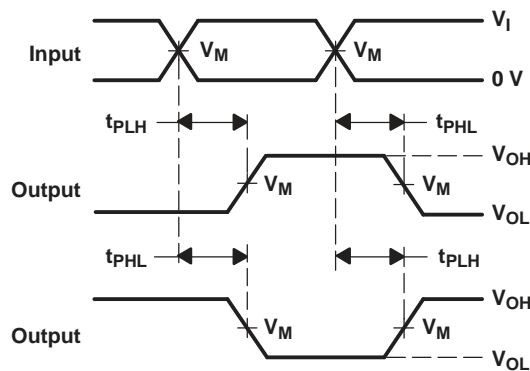 Input
V_M
V_M
V_I
0 V
t_PLH
t_PHL
Output
V_M
V_M
V_OH
V_OL
t_PHL
t_PLH
Output
V_M
V_M
V_OH
V_OL